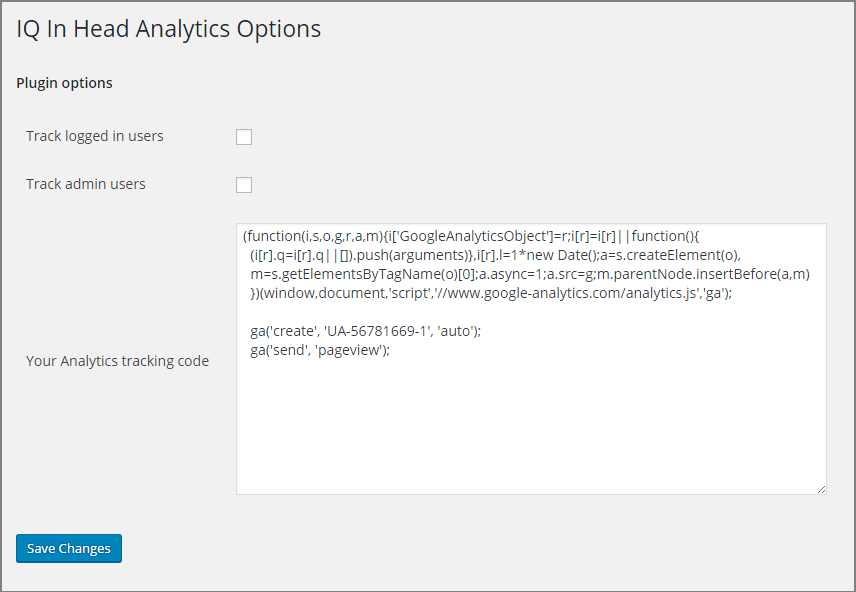 IQ In Head Analytics Options
Plugin options
Track logged in users
Track admin users
Your Analytics tracking code
(function(i,s,o,g,r,a,m){i['GoogleAnalyticsObject']=r;i[r]=i[r]||function(){
(i[r].q=i[r].q||[]).push(arguments)},i[r].l=1*new Date();a=s.createElement(o),
m=s.getElementsByTagName(o)[0];a.async=1;a.src=g;m.parentNode.insertBefore(a,m)
})(window,document,'script','//www.google-analytics.com/analytics.js','ga');
ga('create', 'UA-56781669-1', 'auto');
ga('send', 'pageview');
Save Changes